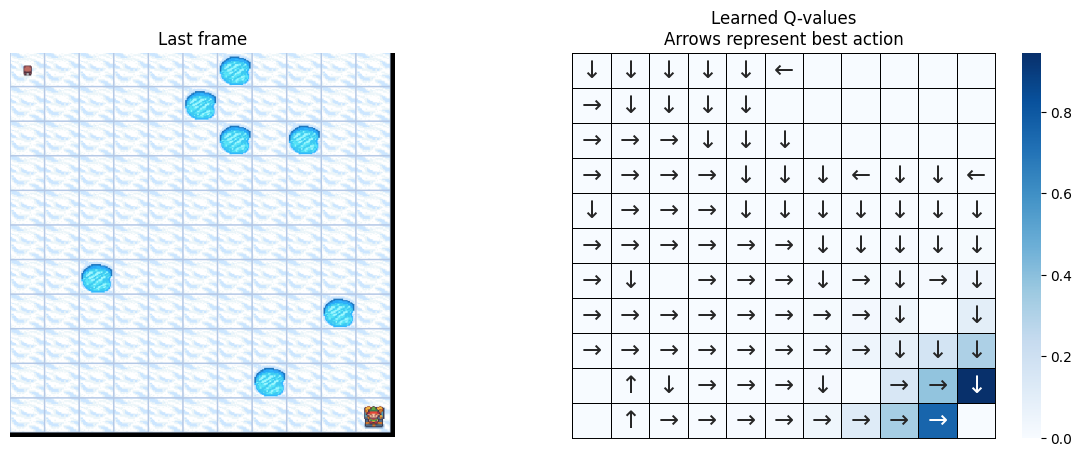 Last frame
Learned Q-values
Arrows represent best action
↓ ↓ ↓ ↓ ↓ ←
→ ↓ ↓ ↓ ↓
→ → → ↓ ↓ ↓
→ → → → ↓ ↓ ↓ ← ↓ ↓ ←
↓ → → → ↓ ↓ ↓ ↓ ↓ ↓ ↓
→ → → → → → ↓ ↓ ↓ ↓ ↓
→ ↓ → → → ↓ → ↓ → ↓
→ → → → → → → → ↓ ↓
→ → → → → → → → ↓ ↓ ↓
↑ ↓ → → → ↓ → → ↓
↑ → → → → → → → →
0.8
0.6
0.4
0.2
0.0